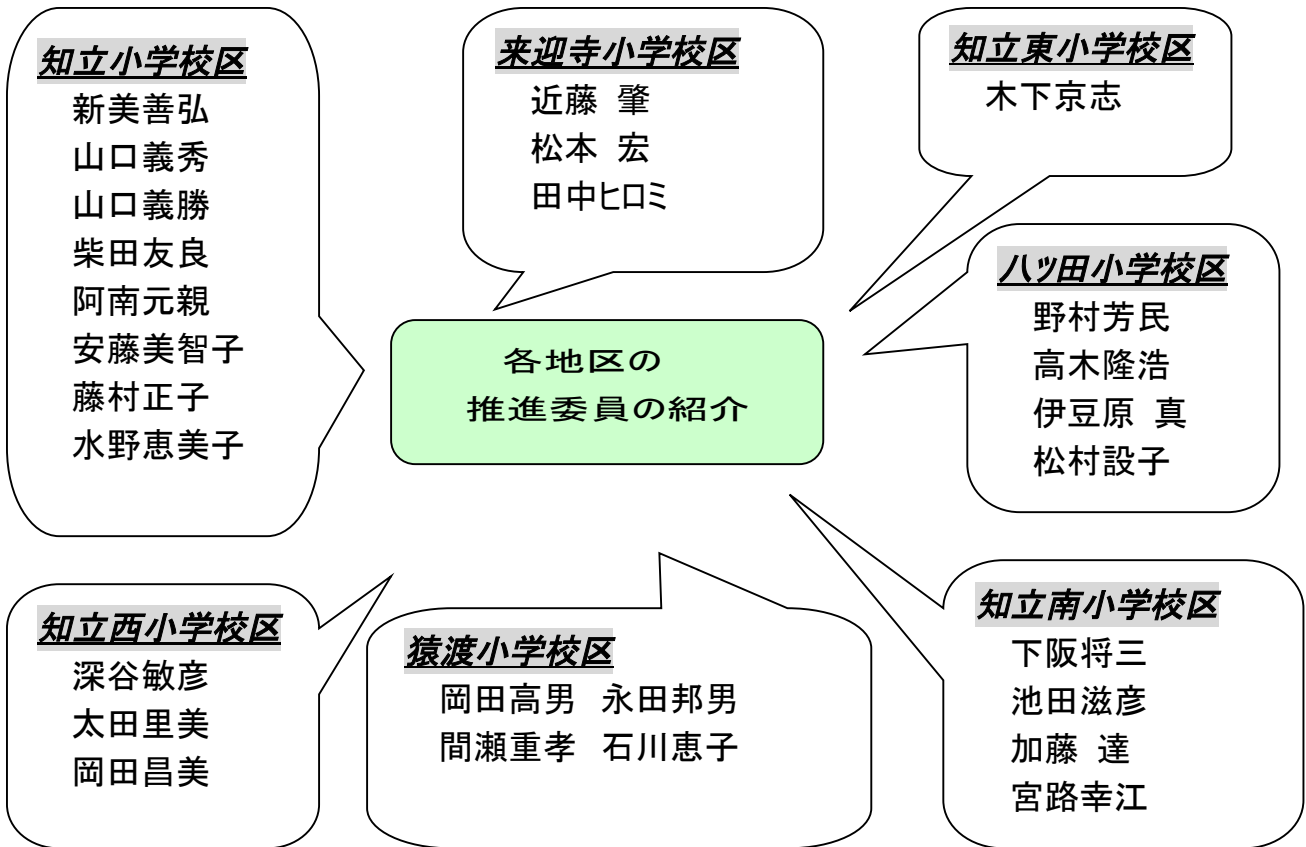 知立小学校区
新美善弘
山口義秀
山口義勝
柴田友良
阿南元親
安藤美智子
藤村正子
水野恵美子
来迎寺小学校区
近藤 肇
松本 宏
田中ヒロミ
知立東小学校区
木下京志
八ツ田小学校区
野村芳民
高木隆浩
伊豆原 真
松村設子
各地区の
推進委員の紹介
知立西小学校区
深谷敏彦
太田里美
岡田昌美
猿渡小学校区
岡田高男 永田邦男
間瀬重孝 石川恵子
知立南小学校区
下阪将三
池田滋彦
加藤 達
宮路幸江